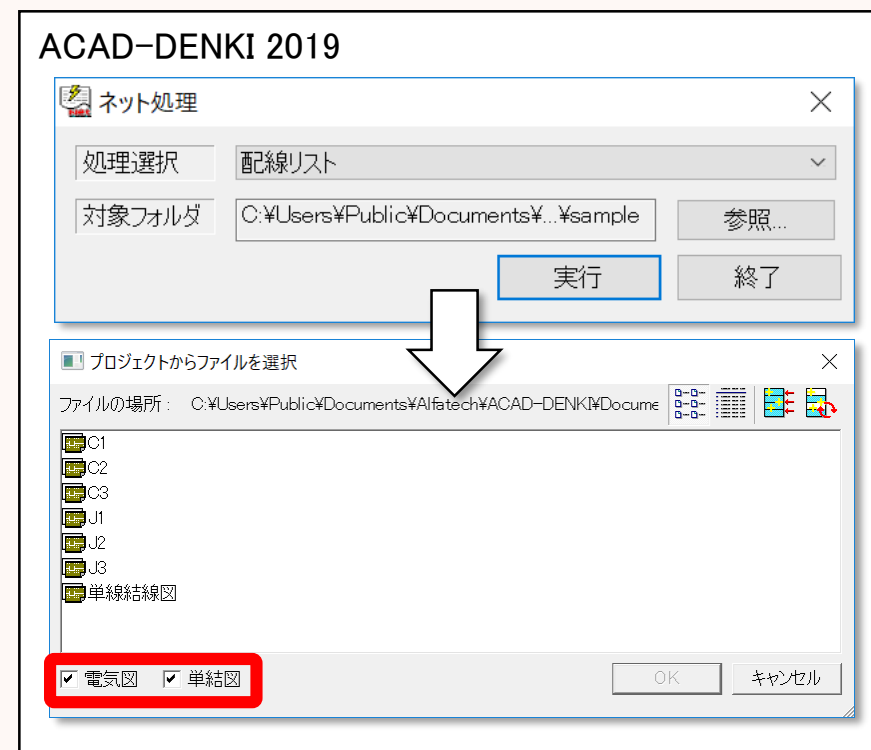 ACAD-DENKI 2019
ネット処理
処理選択 配線リスト
対象フォルダ C:¥Users¥Public¥Documents¥...¥sample 参照...
実行 終了
プロジェクトからファイルを選択
ファイルの場所: C:¥Users¥Public¥Documents¥Alfatech¥ACAD-DENKI¥Docume
C1
C2
C3
J1
J2
J3
単線結線図
電気図 単結図 OK キャンセル